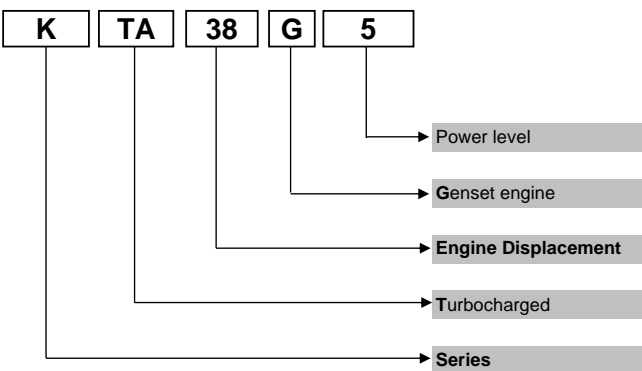 K TA 38 G 5
Power level
Genset engine
Engine Displacement
Turbocharged
Series